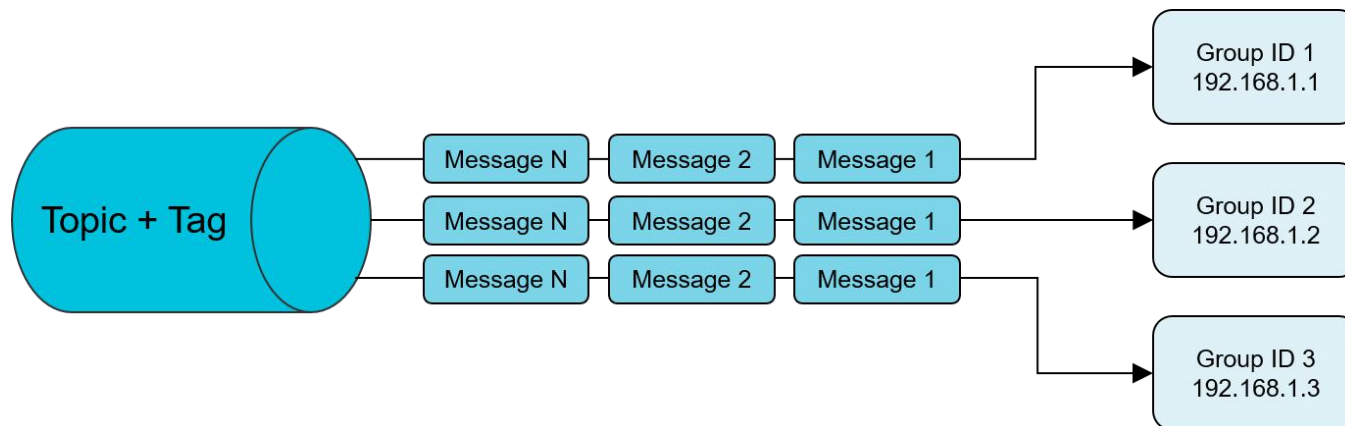 Topic + Tag
Message N
Message 2
Message 1
Message N
Message 2
Message 1
Message N
Message 2
Message 1
Group ID 1
192.168.1.1
Group ID 2
192.168.1.2
Group ID 3
192.168.1.3